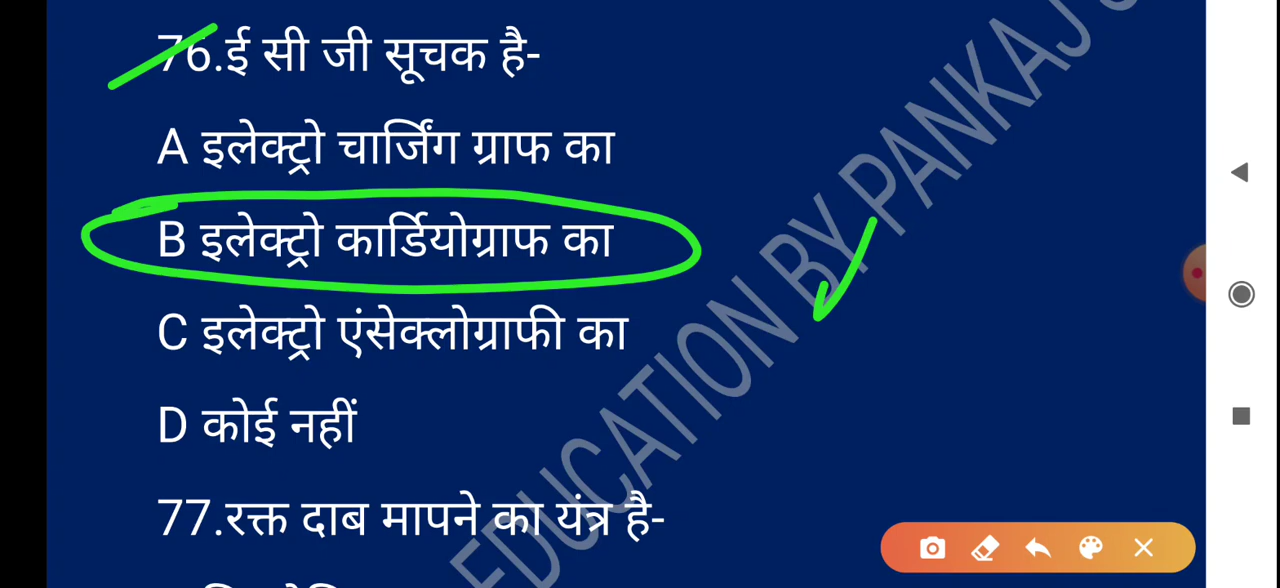 76.ई सी जी सूचक है-
A इलेक्ट्रो चार्जिंग ग्राफ का
B इलेक्ट्रो कार्डियोग्राफ का
C इलेक्ट्रो एंसेक्लोग्राफी का
D कोई नहीं
77.रक्त दाब मापने का यंत्र है-
EDUCATION BY PANKAJ